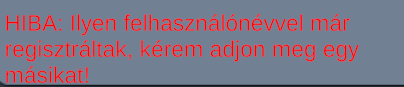 HIBA: Ilyen felhasználónévvel már
regisztráltak, kérem adjon meg egy
másikat!